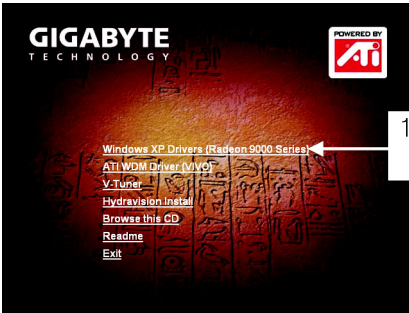 GIGABYTE
TECHNOLOGY
POWERED BY
ATi
Windows XP Drivers (Radeon 9000 Series)
1
ATI WDM Driver (VIVO)
V-Tuner
Hydravision Install
Browse this CD
Readme
Exit